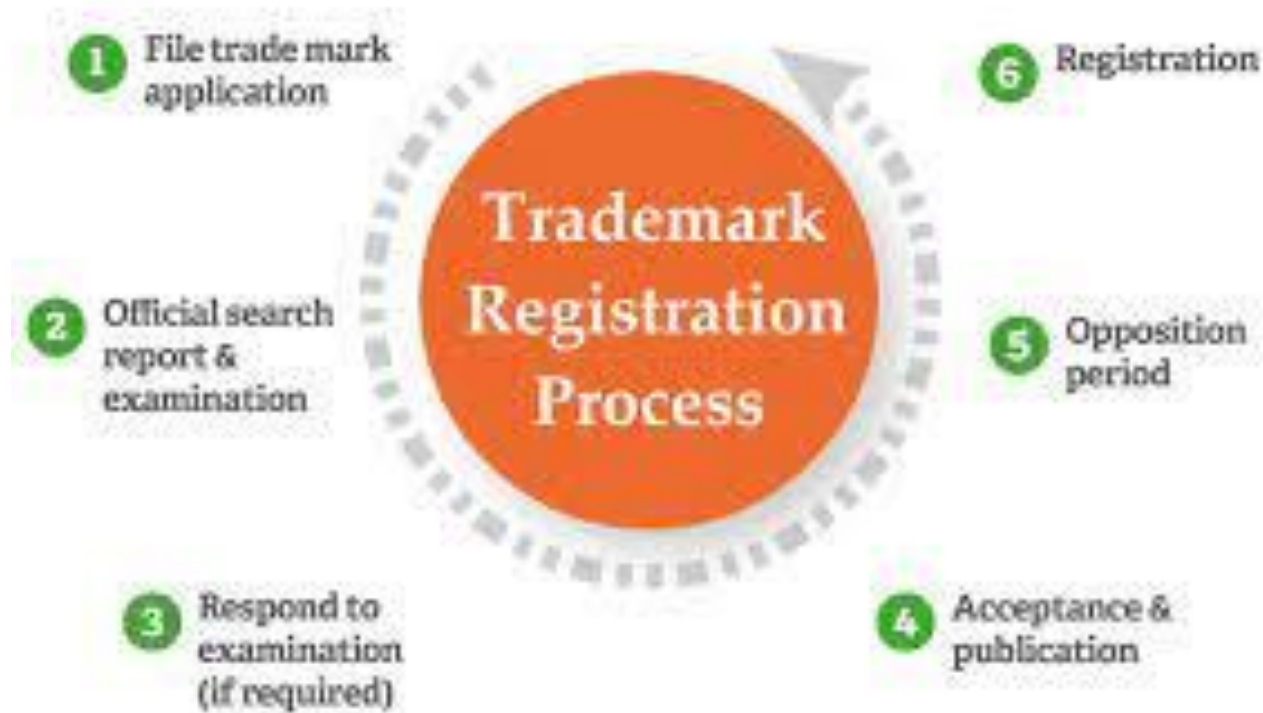 Trademark
Registration
Process
1
File trade mark
application
2
Official search
report &
examination
3
Respond to
examination
(if required)
4
Acceptance &
publication
5
Opposition
period
6
Registration